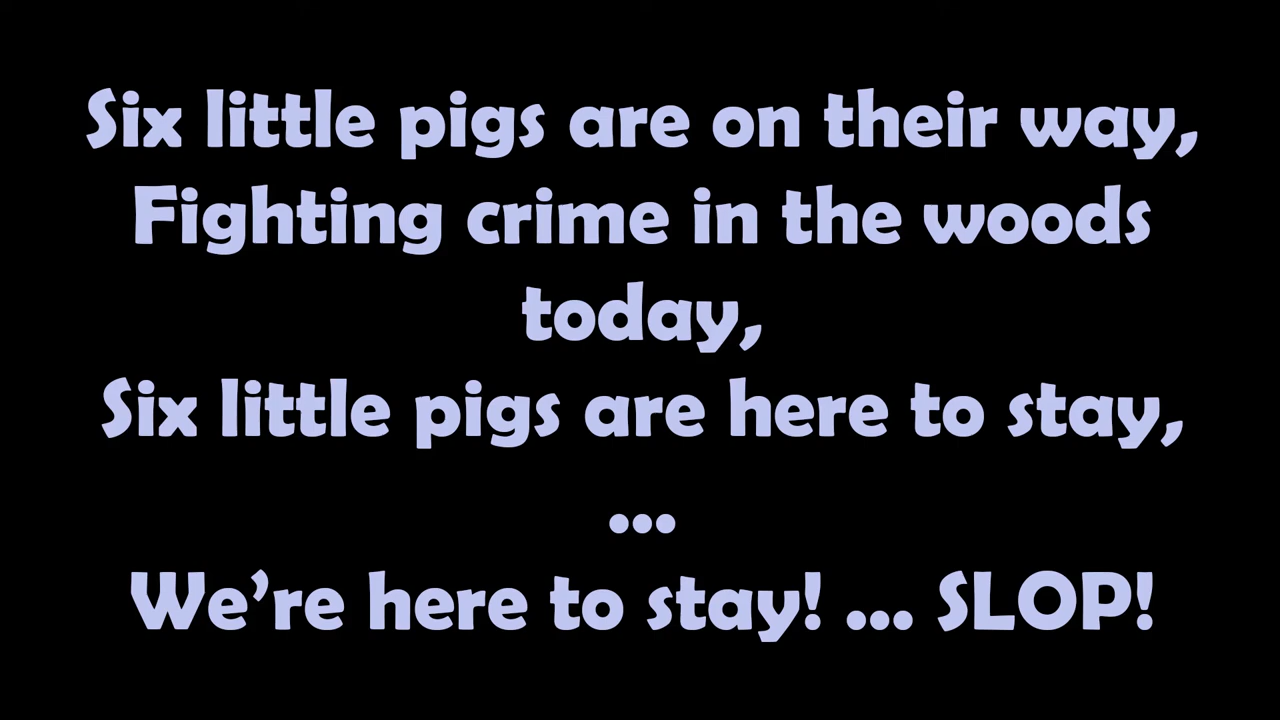 Six little pigs are on their way,
Fighting crime in the woods
today,
Six little pigs are here to stay,
...
We’re here to stay! ... SLOP!